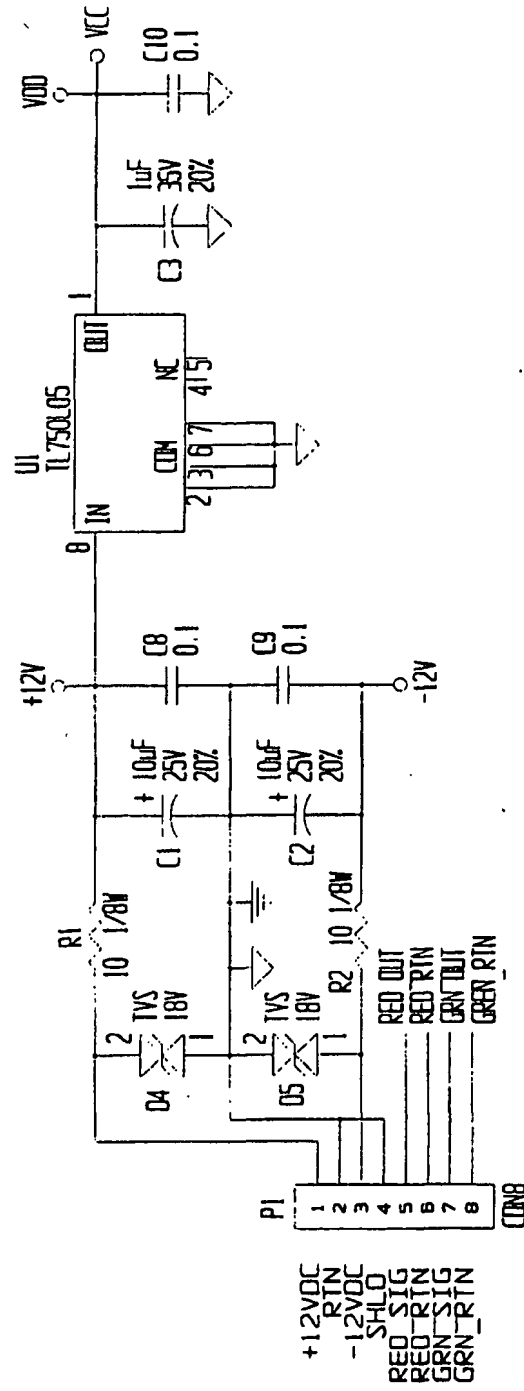 +12VDC
RTN
-12VDC
SHLD
RED_SIG
RED_RTN
GRN_SIG
GRN_RTN
P1
1
2
3
4
5
6
7
8
CON8
RED OUT
RED RTN
GRN OUT
GREN_RTN
D4
2
TVS
18V
1
D5
2
TVS
18V
1
R1
10 1/8W
R2
10 1/8W
C1
+ 10uF
25V
20%
C2
+ 10uF
25V
20%
+12V
C8
0.1
C9
0.1
-12V
U1
TL750L05
8
IN
OUT
1
COM
NC
2 3 6 7
4 5
C3
1uF
35V
20%
VDD
VCC
C10
0.1